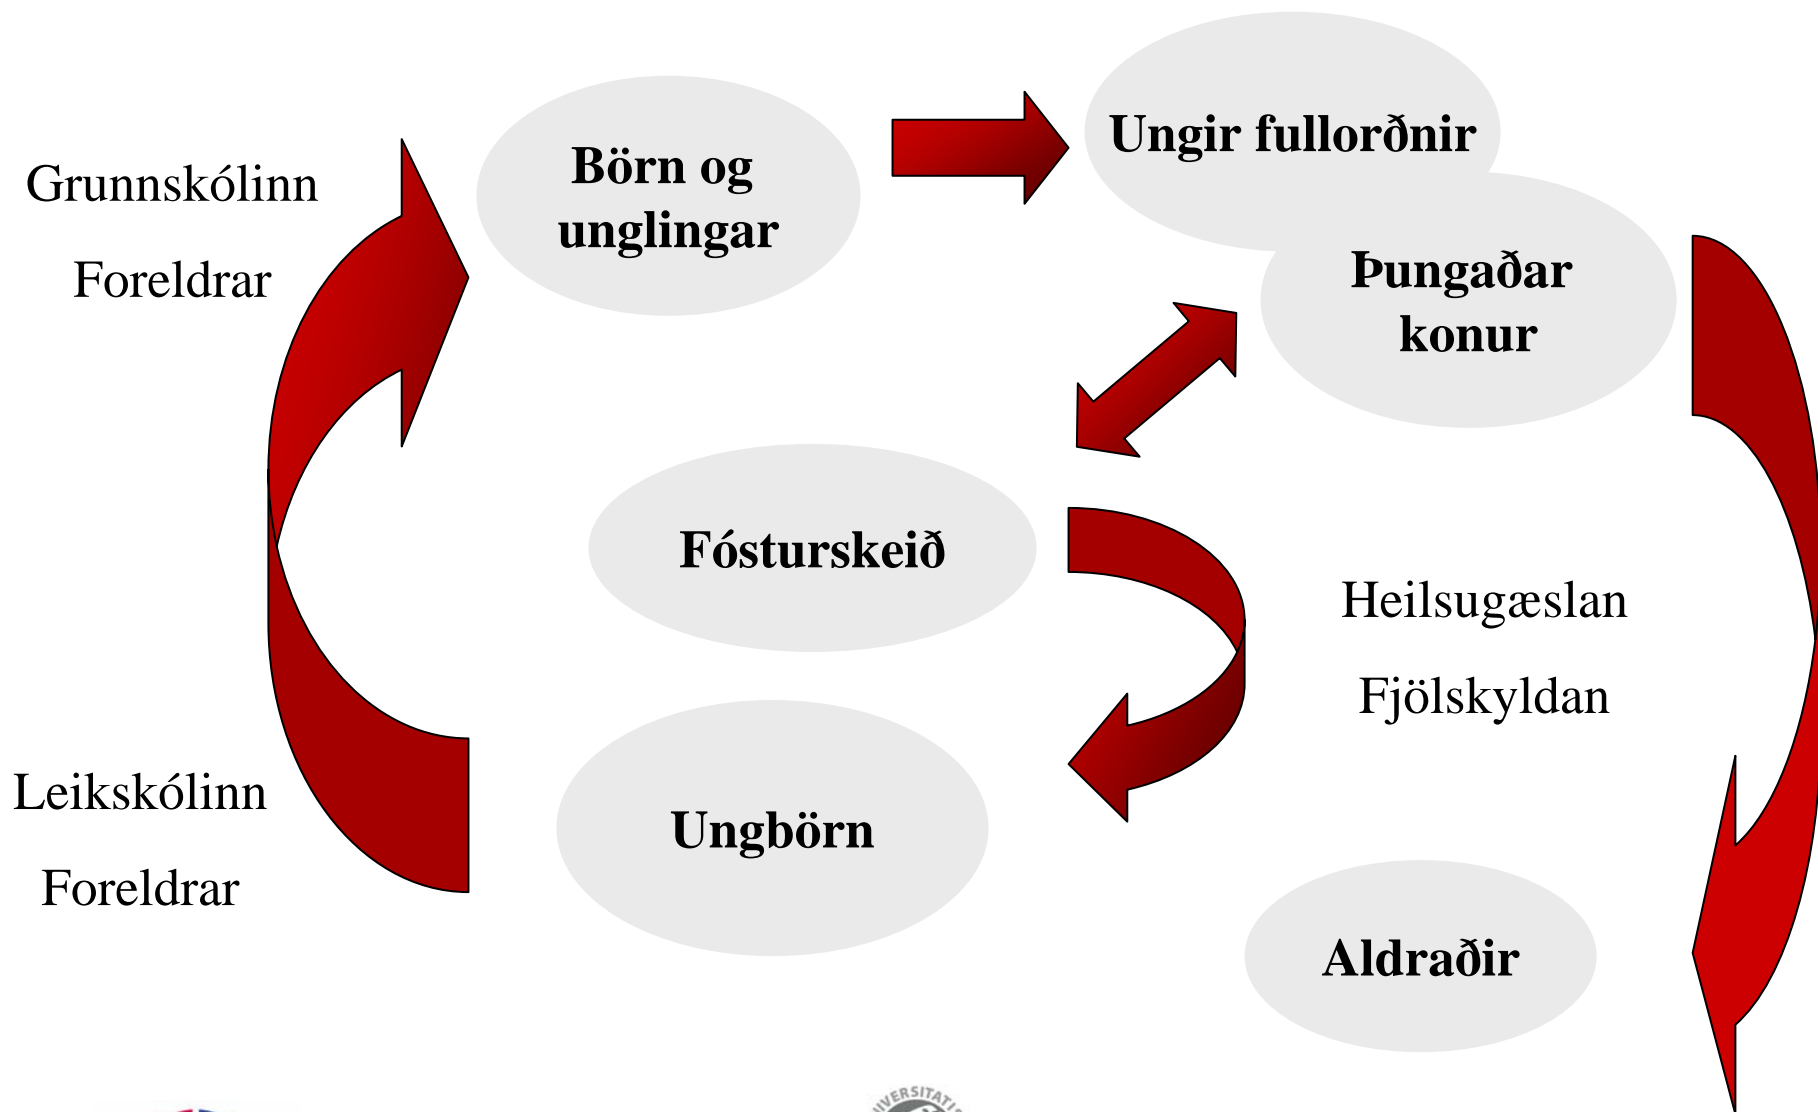 Grunnskólinn
Foreldrar
Börn og
unglingar
Ungir fullorðnir
Þungaðar
konur
Fósturskeið
Heilsugæslan
Fjölskyldan
Leikskólinn
Foreldrar
Ungbörn
Aldraðir